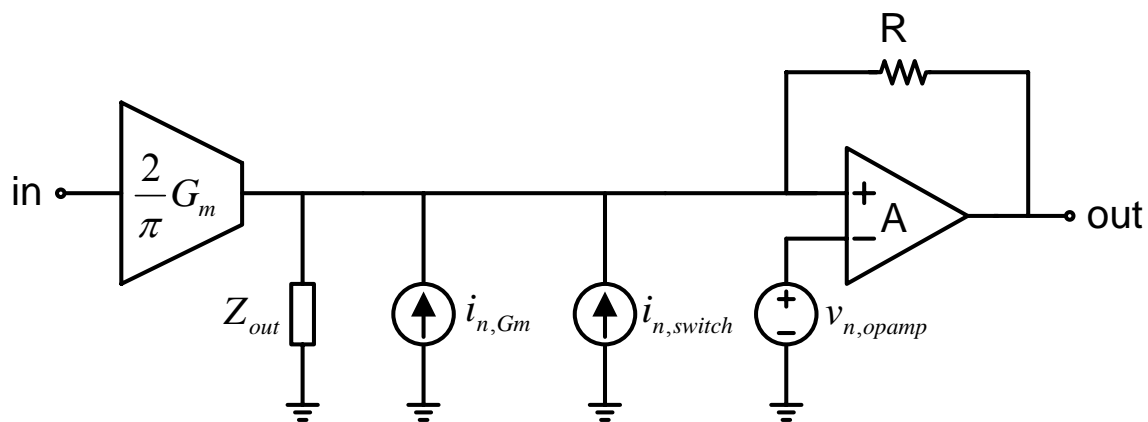 R
in
2/π G_m
+
A
−
out
Z_out
i_n,Gm
i_n,switch
+
−
v_n,opamp